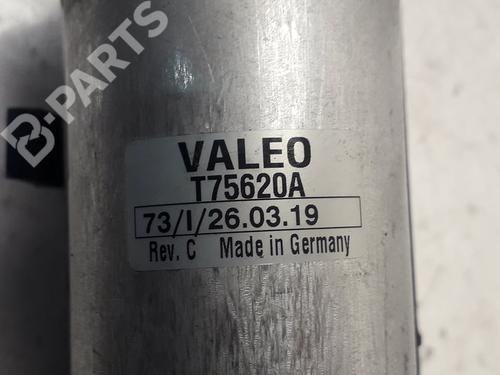 B-PARTS
VALEO
T75620A
73/I/26.03.19
Rev. C Made in Germany